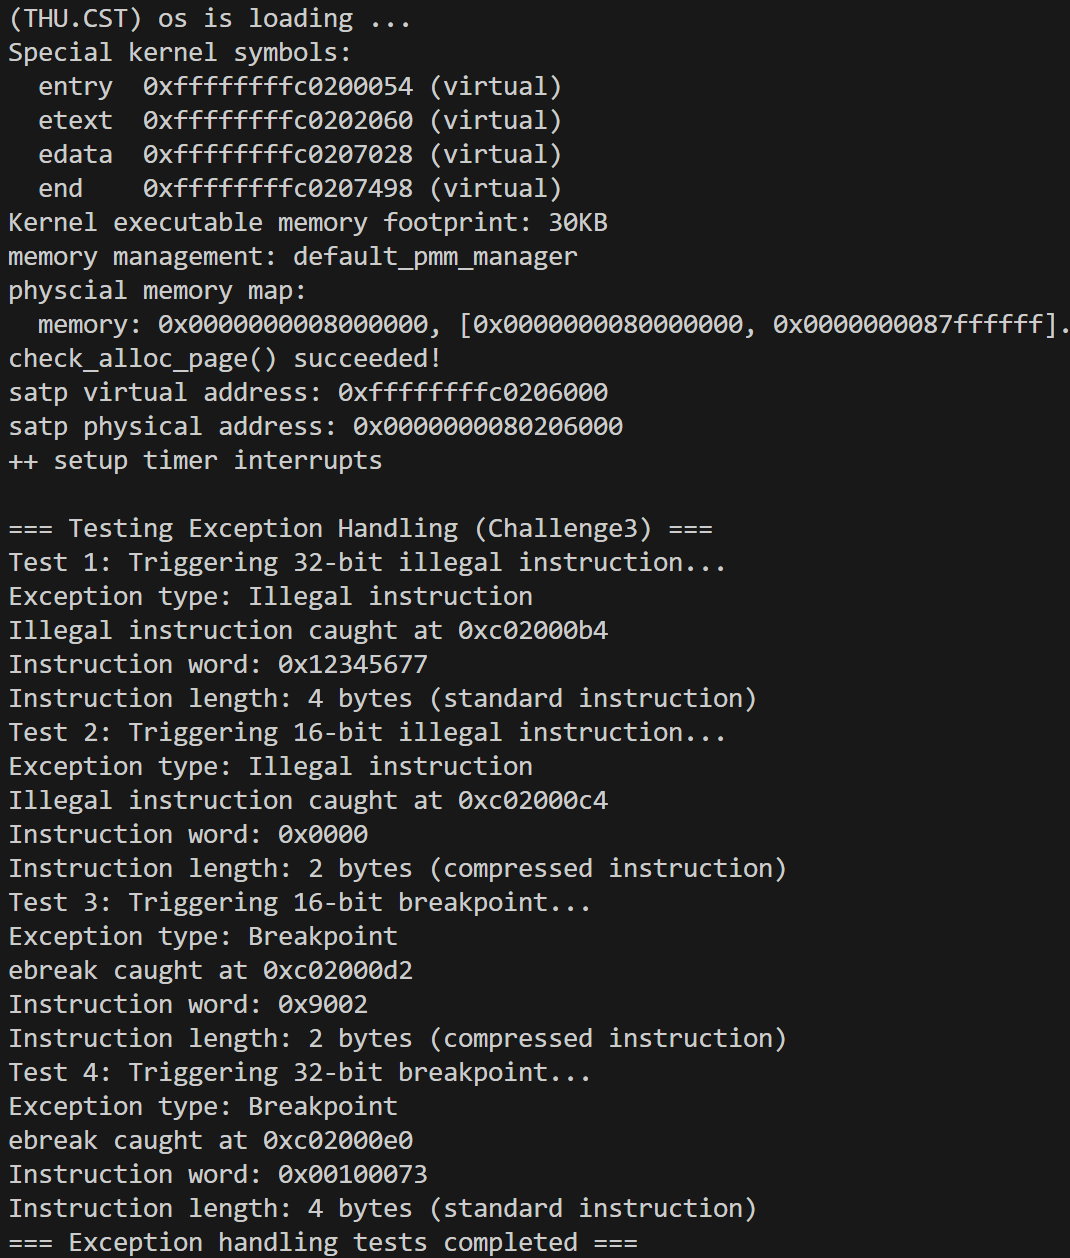 (THU.CST) os is loading ...
Special kernel symbols:
  entry  0xffffffffc0200054 (virtual)
  etext  0xffffffffc0202060 (virtual)
  edata  0xffffffffc0207028 (virtual)
  end    0xffffffffc0207498 (virtual)
Kernel executable memory footprint: 30KB
memory management: default_pmm_manager
physcial memory map:
  memory: 0x0000000008000000, [0x0000000080000000, 0x0000000087ffffff].
check_alloc_page() succeeded!
satp virtual address: 0xffffffffc0206000
satp physical address: 0x0000000080206000
++ setup timer interrupts

=== Testing Exception Handling (Challenge3) ===
Test 1: Triggering 32-bit illegal instruction...
Exception type: Illegal instruction
Illegal instruction caught at 0xc02000b4
Instruction word: 0x12345677
Instruction length: 4 bytes (standard instruction)
Test 2: Triggering 16-bit illegal instruction...
Exception type: Illegal instruction
Illegal instruction caught at 0xc02000c4
Instruction word: 0x0000
Instruction length: 2 bytes (compressed instruction)
Test 3: Triggering 16-bit breakpoint...
Exception type: Breakpoint
ebreak caught at 0xc02000d2
Instruction word: 0x9002
Instruction length: 2 bytes (compressed instruction)
Test 4: Triggering 32-bit breakpoint...
Exception type: Breakpoint
ebreak caught at 0xc02000e0
Instruction word: 0x00100073
Instruction length: 4 bytes (standard instruction)
=== Exception handling tests completed ===